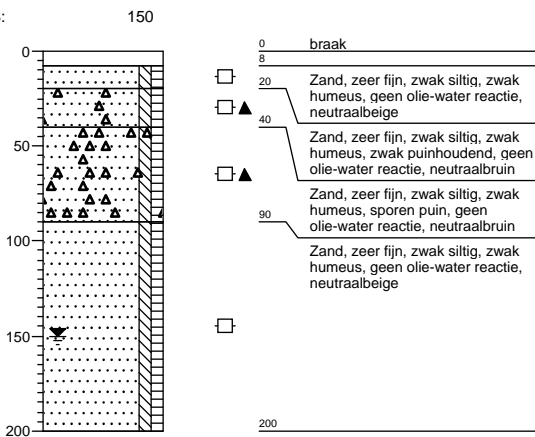 150
0
50
100
150
200
0
braak
8
20
Zand, zeer fijn, zwak siltig, zwak
humeus, geen olie-water reactie,
neutraalbeige
40
Zand, zeer fijn, zwak siltig, zwak
humeus, zwak puinhoudend, geen
olie-water reactie, neutraalbruin
Zand, zeer fijn, zwak siltig, zwak
humeus, sporen puin, geen
olie-water reactie, neutraalbruin
90
Zand, zeer fijn, zwak siltig, zwak
humeus, geen olie-water reactie,
neutraalbeige
200